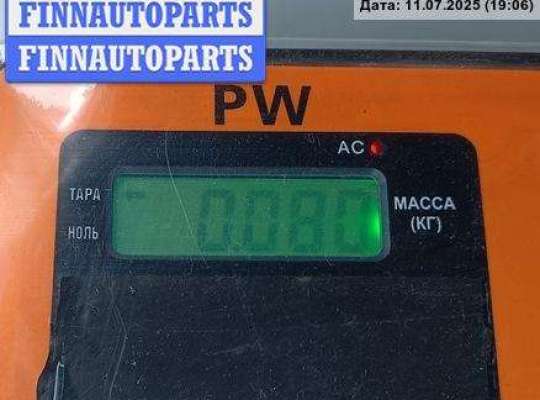 FINNAUTOPARTS
Дата: 11.07.2025 (19:06)
FINNAUTOPARTS
PW
AC
ТАРА
0.080
МАССА
(КГ)
НОЛЬ